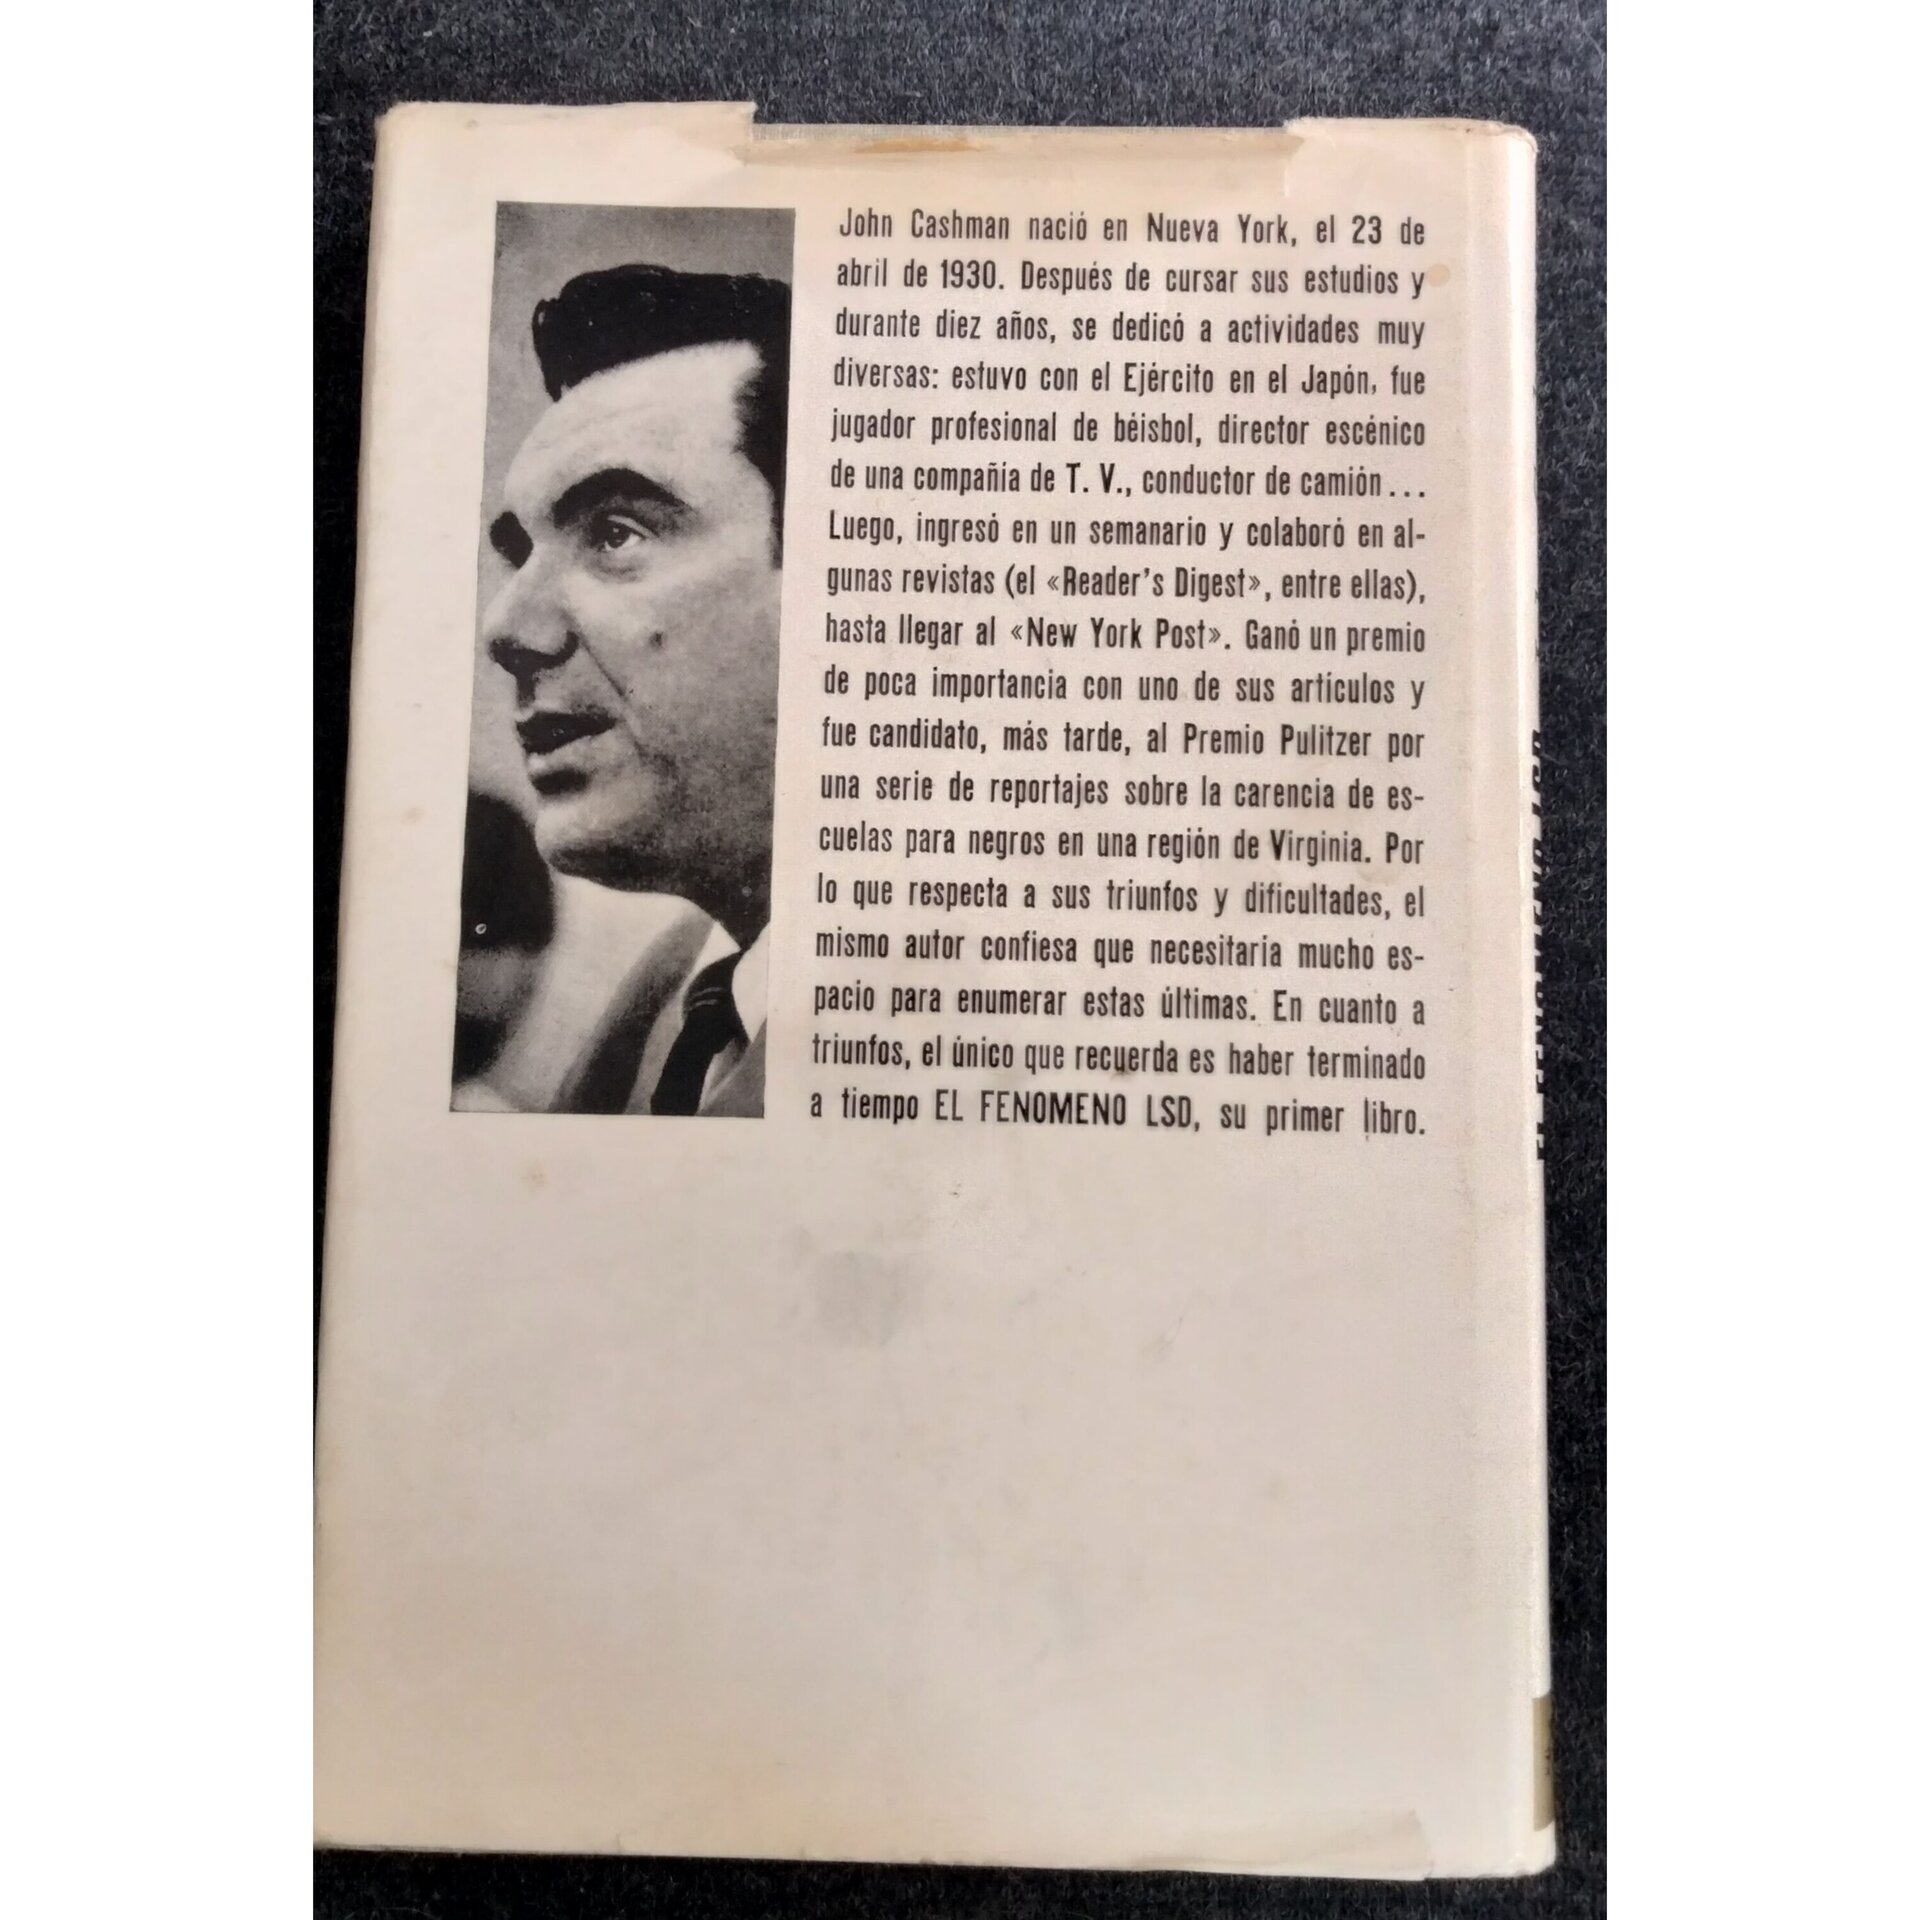 John Cashman nació en Nueva York, el 23 de
abril de 1930. Después de cursar sus estudios y
durante diez años, se dedicó a actividades muy
diversas: estuvo con el Ejército en el Japón, fue
jugador profesional de béisbol, director escénico
de una compañía de T. V., conductor de camión...
Luego, ingresó en un semanario y colaboró en al-
gunas revistas (el «Reader's Digest», entre ellas),
hasta llegar al «New York Post». Ganó un premio
de poca importancia con uno de sus artículos y
fue candidato, más tarde, al Premio Pulitzer por
una serie de reportajes sobre la carencia de es-
cuelas para negros en una región de Virginia. Por
lo que respecta a sus triunfos y dificultades, el
mismo autor confiesa que necesitaría mucho es-
pacio para enumerar estas últimas. En cuanto a
triunfos, el único que recuerda es haber terminado
a tiempo EL FENOMENO LSD, su primer libro.